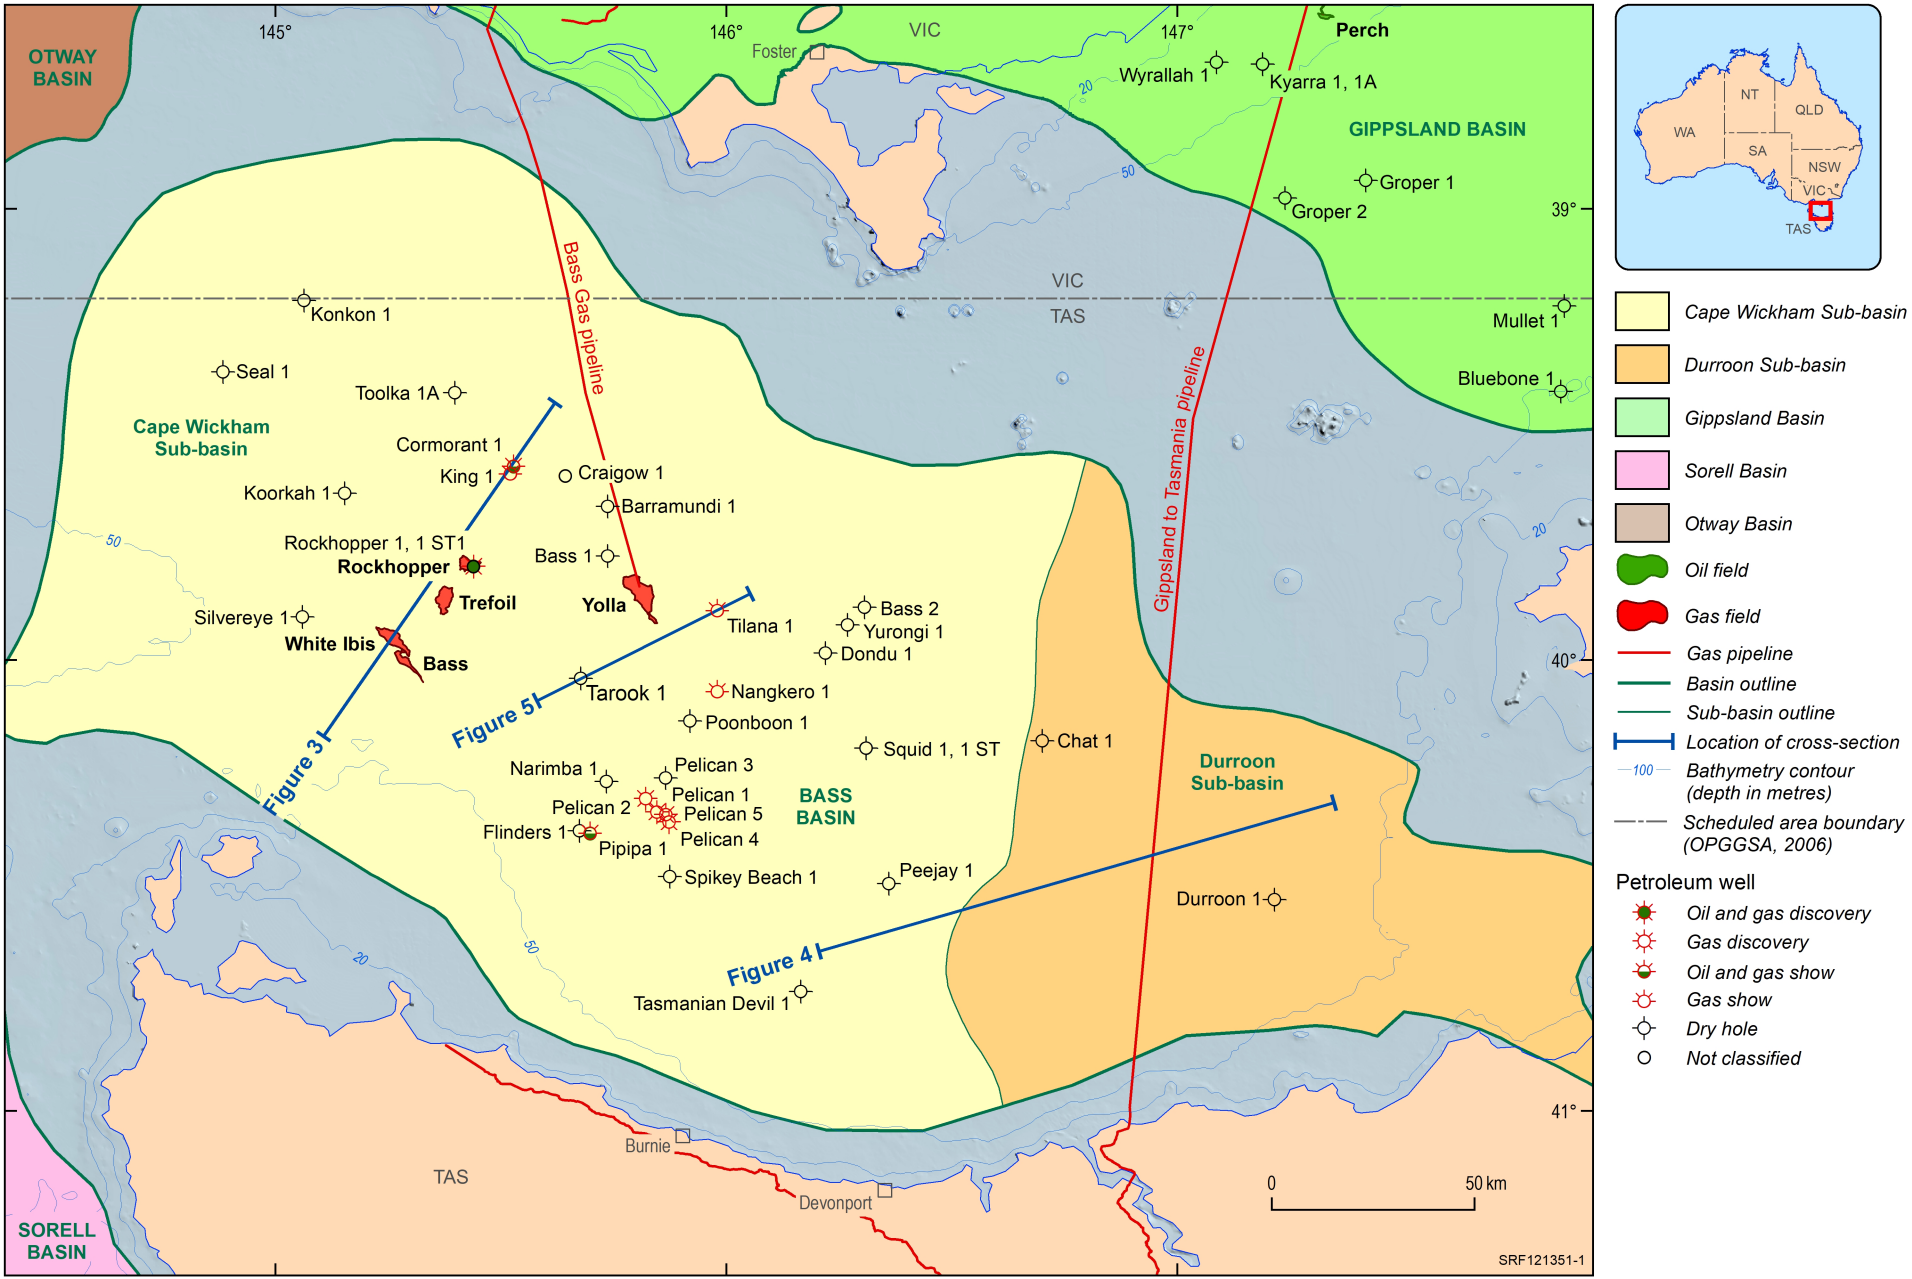 145°
146°
147°
OTWAY
BASIN
Foster
VIC
Perch
Wyrallah 1
Kyarra 1, 1A
20
GIPPSLAND BASIN
50
Groper 1
Groper 2
39°
Bass Gas pipeline
VIC
TAS
Konkon 1
Mullet 1
Seal 1
Toolka 1A
Bluebone 1
Gippsland to Tasmania pipeline
Cape Wickham
Sub-basin
Cormorant 1
King 1
Craigow 1
Koorkah 1
Barramundi 1
50
20
Rockhopper 1, 1 ST1
Rockhopper
Bass 1
Trefoil
Yolla
Silvereye 1
White Ibis
Bass
Tilana 1
Bass 2
Yurongi 1
Dondu 1
40°
Tarook 1
Nangkero 1
Figure 5
Poonboon 1
Squid 1, 1 ST
Chat 1
Figure 3
Narimba 1
Pelican 3
Pelican 1
Pelican 2
Pelican 5
Pelican 4
Flinders 1
Pipipa 1
BASS
BASIN
Durroon
Sub-basin
Spikey Beach 1
Peejay 1
Durroon 1
50
20
Figure 4
Tasmanian Devil 1
41°
Burnie
TAS
Devonport
SORELL
BASIN
0
50 km
SRF121351-1
WA
NT
QLD
SA
NSW
VIC
TAS
Cape Wickham Sub-basin
Durroon Sub-basin
Gippsland Basin
Sorell Basin
Otway Basin
Oil field
Gas field
Gas pipeline
Basin outline
Sub-basin outline
Location of cross-section
100
Bathymetry contour
(depth in metres)
Scheduled area boundary
(OPGGSA, 2006)
Petroleum well
Oil and gas discovery
Gas discovery
Oil and gas show
Gas show
Dry hole
Not classified